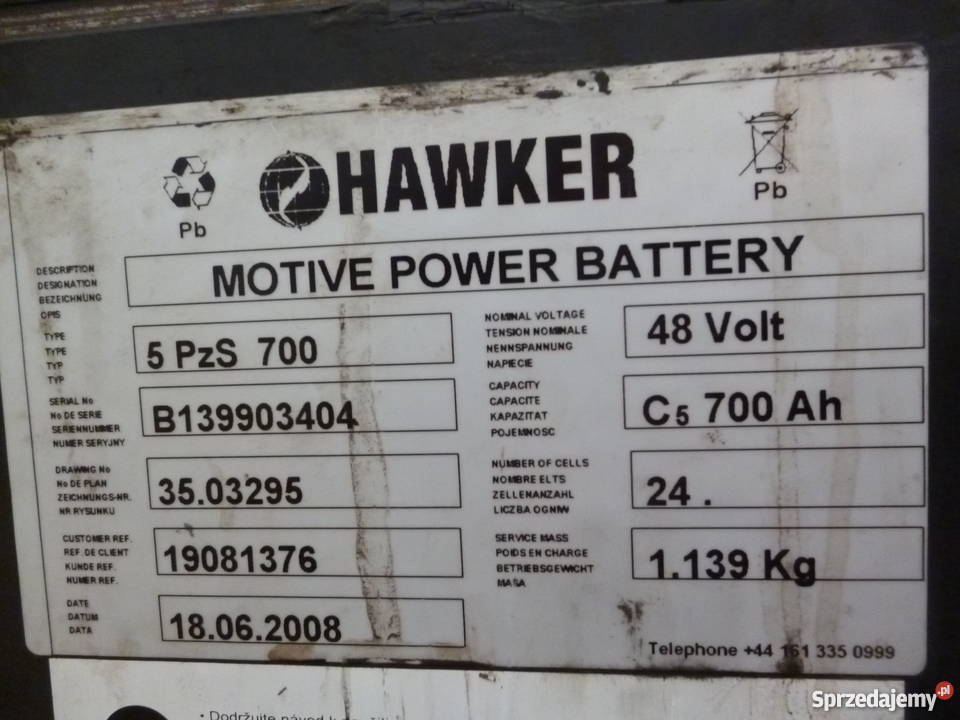 HAWKER
Pb
Pb
DESCRIPTION
DESIGNATION
BEZEICHNUNG
OPIS
MOTIVE POWER BATTERY
TYPE
TYPE
TYP
TYP
5 PzS 700
NOMINAL VOLTAGE
TENSION NOMINALE
NENNSPANNUNG
NAPIECIE
48 Volt
SERIAL No
No DE SERIE
SERIENNUMMER
NUMER SERYJNY
B139903404
CAPACITY
CAPACITE
KAPAZITAT
POJEMNOSC
C5 700 Ah
DRAWING No
No DE PLAN
ZEICHNUNGS-NR.
NR RYSUNKU
35.03295
NUMBER OF CELLS
NOMBRE ELTS
ZELLENANZAHL
LICZBA OGNIW
24 .
CUSTOMER REF.
REF. DE CLIENT
KUNDE REF.
NUMER REF.
19081376
SERVICE MASS
POIDS EN CHARGE
BETRIEBSGEWICHT
MASA
1.139 Kg
DATE
DATUM
DATA
18.06.2008
Telephone +44 161 335 0999
• Dodržujte návod k
Sprzedajemy.pl